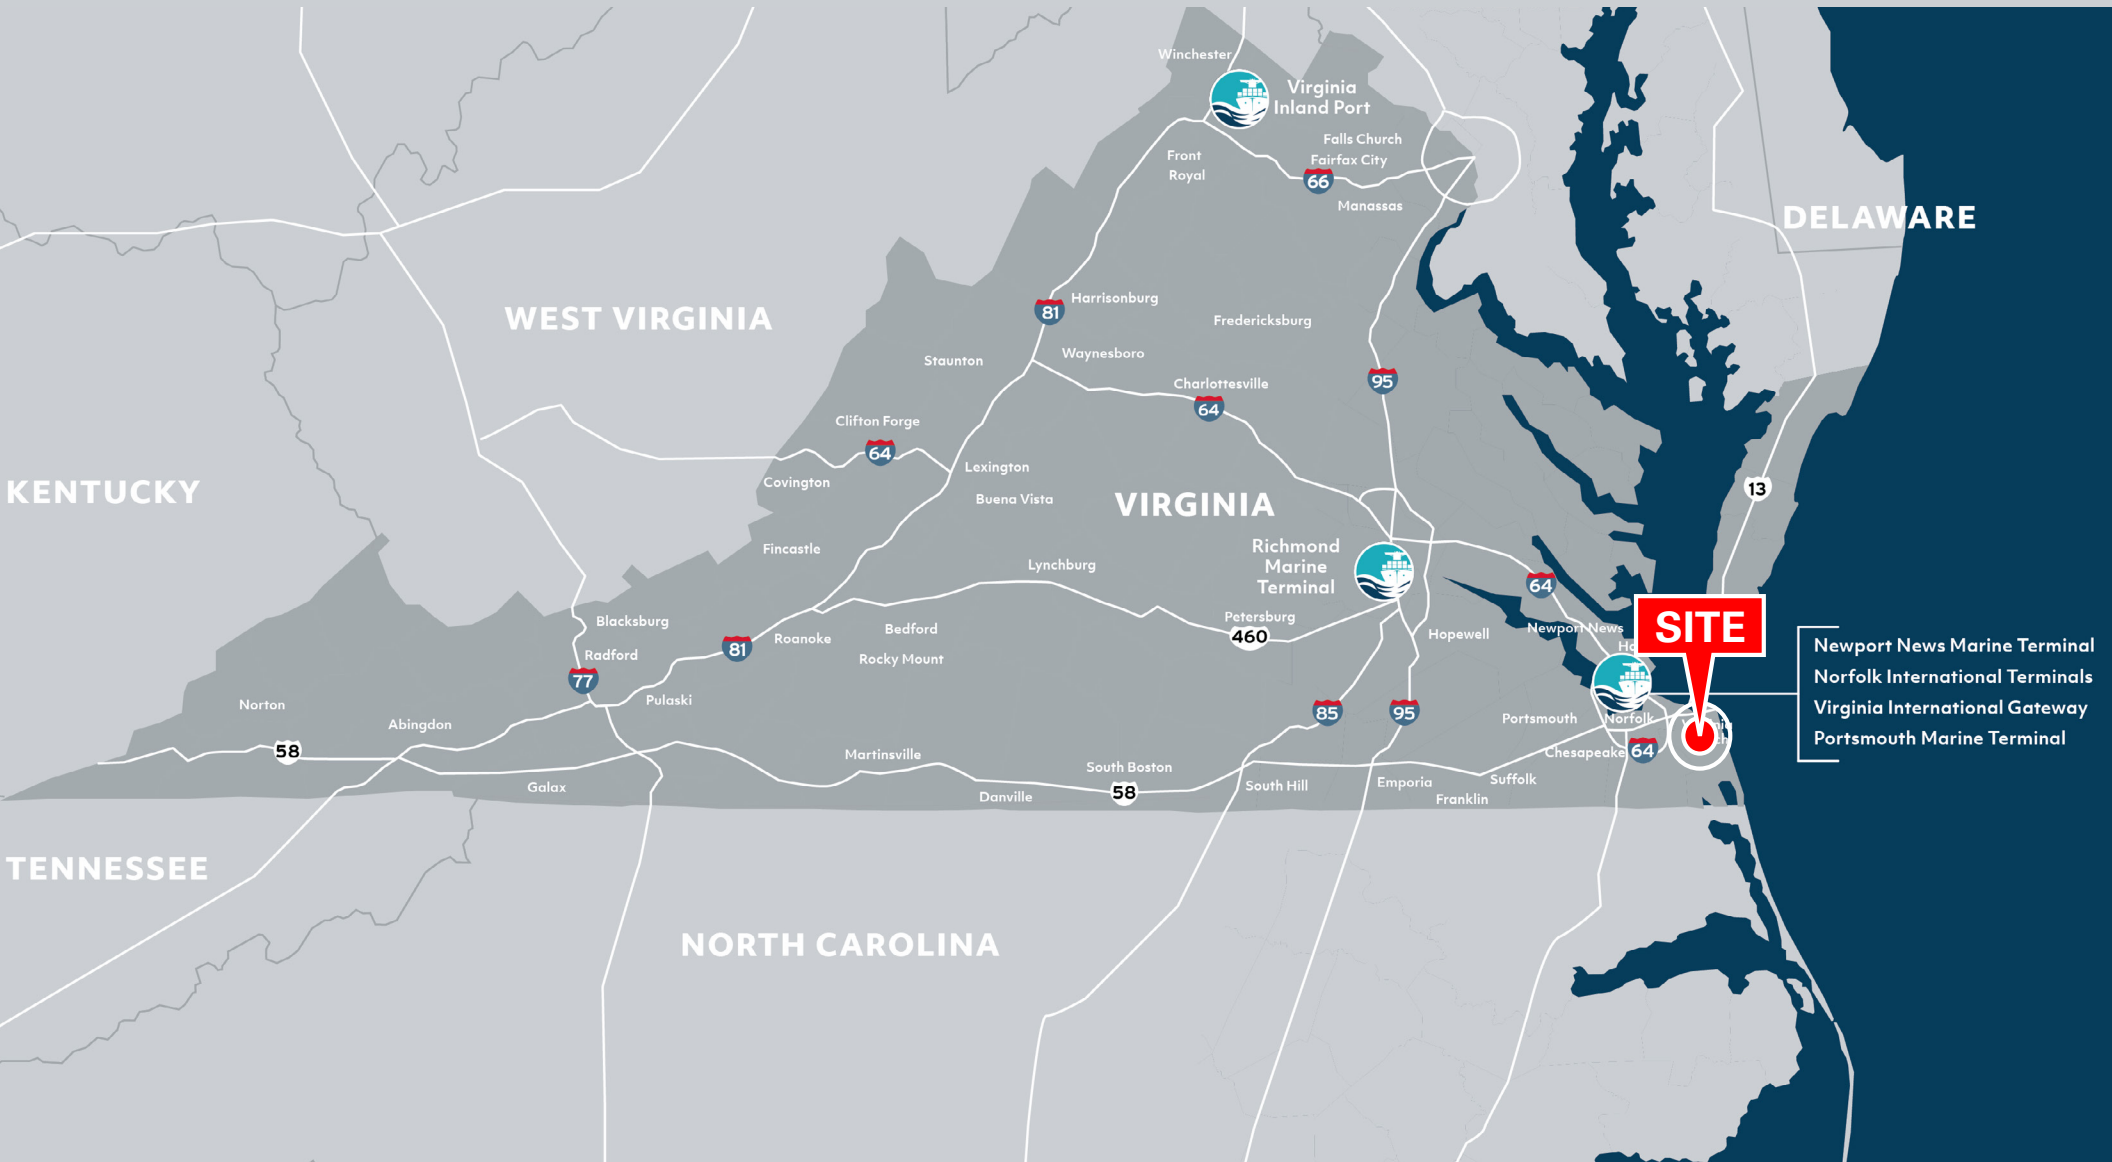 Winchester
Virginia
Inland Port
Falls Church
Front
Royal
Fairfax City
66
Manassas
DELAWARE
Harrisonburg
81
WEST VIRGINIA
Fredericksburg
Waynesboro
Staunton
95
Charlottesville
64
Clifton Forge
64
Lexington
Covington
KENTUCKY
13
Buena Vista
VIRGINIA
Richmond
Marine
Terminal
Fincastle
Lynchburg
64
Blacksburg
Petersburg
460
Bedford
Roanoke
81
Hopewell
Newport News
SITE
Newport News Marine Terminal
Norfolk International Terminals
Virginia International Gateway
Portsmouth Marine Terminal
Radford
77
Rocky Mount
Pulaski
Norton
85
95
Portsmouth
Norfolk
Abingdon
58
Chesapeake
64
Martinsville
South Boston
Galax
Danville
58
South Hill
Emporia
Suffolk
Franklin
TENNESSEE
NORTH CAROLINA